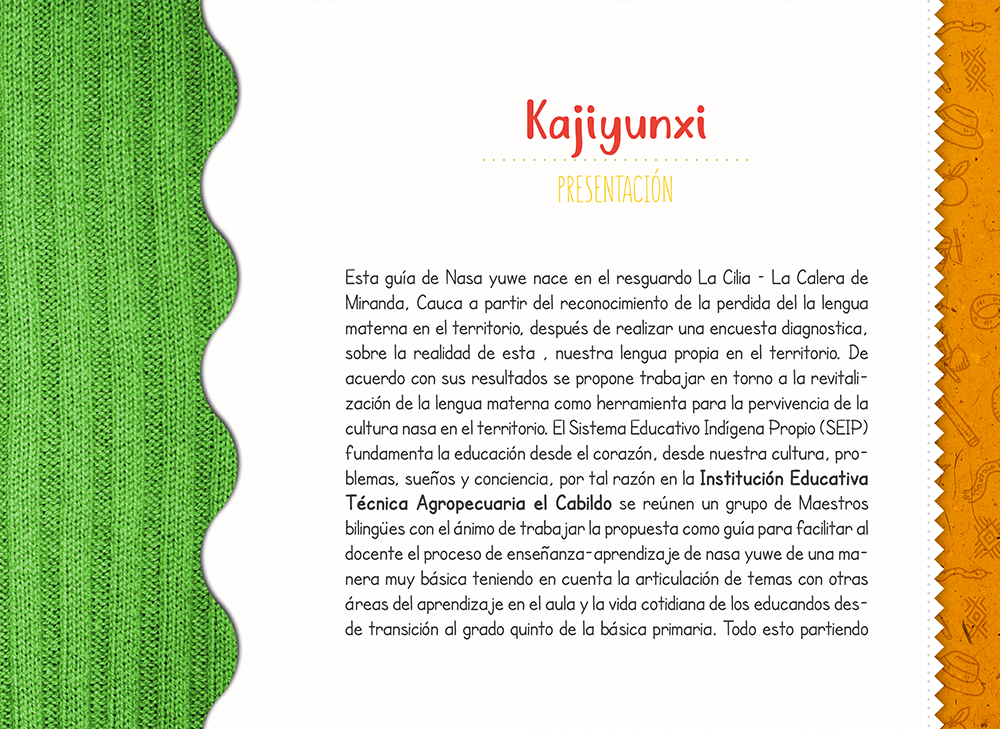 Kajiyunxi
PRESENTACIÓN
Esta guía de Nasa yuwe nace en el resguardo La Cilia - La Calera de
Miranda, Cauca a partir del reconocimiento de la perdida del la lengua
materna en el territorio, después de realizar una encuesta diagnostica,
sobre la realidad de esta , nuestra lengua propia en el territorio. De
acuerdo con sus resultados se propone trabajar en torno a la revitali-
zación de la lengua materna como herramienta para la pervivencia de la
cultura nasa en el territorio. El Sistema Educativo Indígena Propio (SEIP)
fundamenta la educación desde el corazón, desde nuestra cultura, pro-
blemas, sueños y conciencia, por tal razón en la Institución Educativa
Técnica Agropecuaria el Cabildo se reúnen un grupo de Maestros
bilingües con el ánimo de trabajar la propuesta como guía para facilitar al
docente el proceso de enseñanza-aprendizaje de nasa yuwe de una ma-
nera muy básica teniendo en cuenta la articulación de temas con otras
áreas del aprendizaje en el aula y la vida cotidiana de los educandos des-
de transición al grado quinto de la básica primaria. Todo esto partiendo